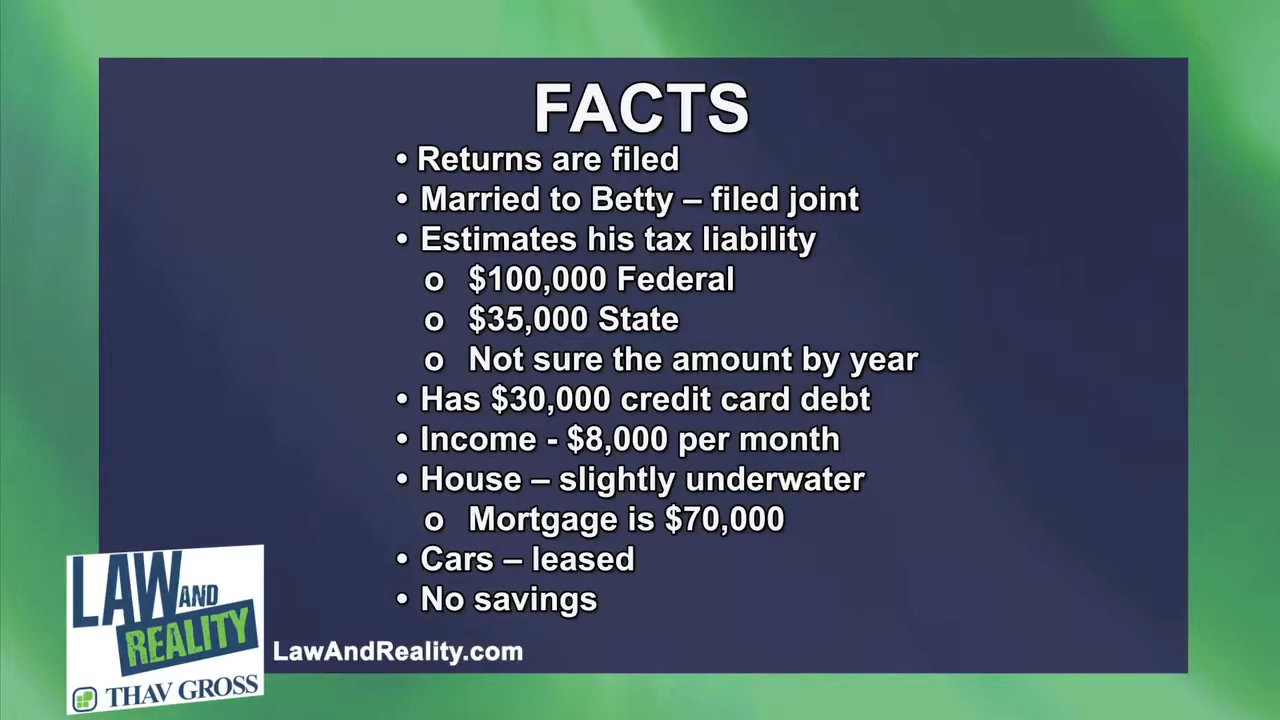 FACTS
• Returns are filed
• Married to Betty – filed joint
• Estimates his tax liability
o $100,000 Federal
o $35,000 State
o Not sure the amount by year
• Has $30,000 credit card debt
• Income - $8,000 per month
• House – slightly underwater
o Mortgage is $70,000
• Cars – leased
• No savings
LAW AND
REALITY
THAV GROSS
LawAndReality.com